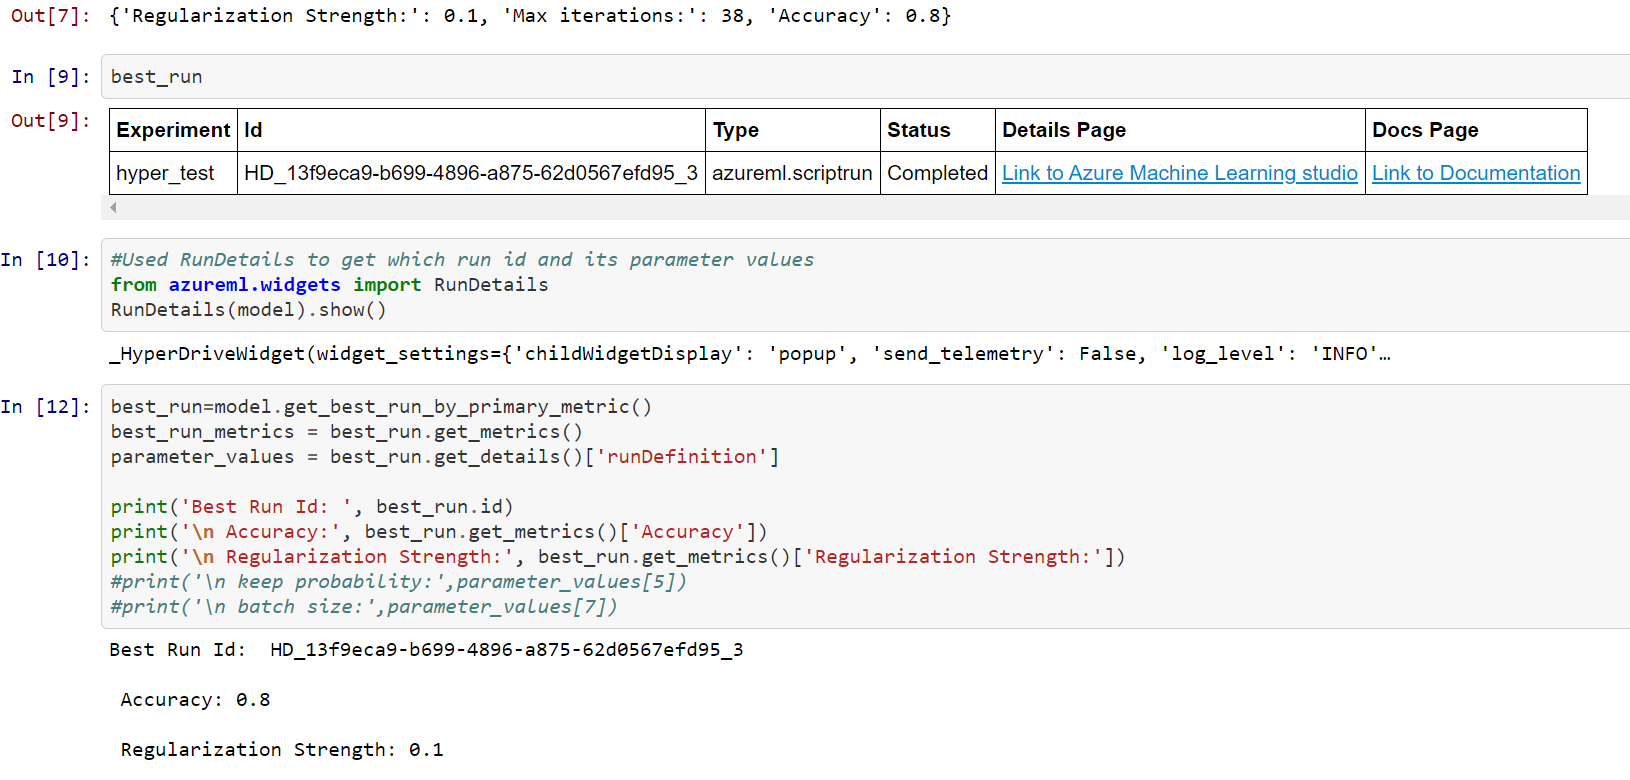 Out[7]: {'Regularization Strength:': 0.1, 'Max iterations:': 38, 'Accuracy': 0.8}
In [9]: best_run
Out[9]:
Experiment Id Type Status Details Page Docs Page
hyper_test HD_13f9eca9-b699-4896-a875-62d0567efd95_3 azureml.scriptrun Completed Link to Azure Machine Learning studio Link to Documentation
In [10]: #Used RunDetails to get which run id and its parameter values
from azureml.widgets import RunDetails
RunDetails(model).show()
_HyperDriveWidget(widget_settings={'childWidgetDisplay': 'popup', 'send_telemetry': False, 'log_level': 'INFO'…
In [12]: best_run=model.get_best_run_by_primary_metric()
best_run_metrics = best_run.get_metrics()
parameter_values = best_run.get_details()['runDefinition']
print('Best Run Id: ', best_run.id)
print('\n Accuracy:', best_run.get_metrics()['Accuracy'])
print('\n Regularization Strength:', best_run.get_metrics()['Regularization Strength:'])
#print('\n keep probability:',parameter_values[5])
#print('\n batch size:',parameter_values[7])
Best Run Id:  HD_13f9eca9-b699-4896-a875-62d0567efd95_3
Accuracy: 0.8
Regularization Strength: 0.1